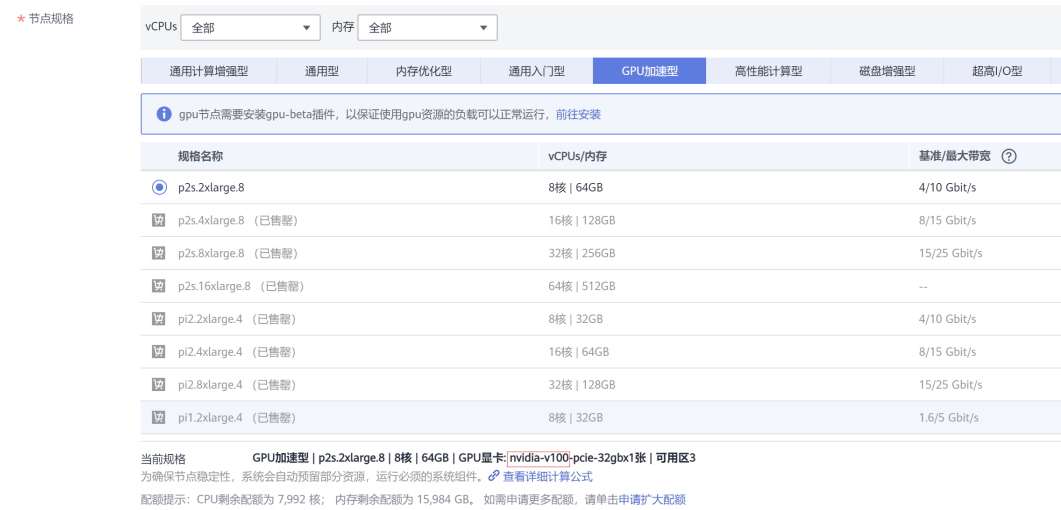 * 节点规格
vCPUs 全部 内存 全部
通用计算增强型 通用型 内存优化型 通用入门型 GPU加速型 高性能计算型 磁盘增强型 超高I/O型
gpu节点需要安装gpu-beta插件，以保证使用gpu资源的负载可以正常运行，前往安装
规格名称 vCPUs/内存 基准/最大带宽 ?
p2s.2xlarge.8 8核 | 64GB 4/10 Gbit/s
p2s.4xlarge.8 （已售罄） 16核 | 128GB 8/15 Gbit/s
p2s.8xlarge.8 （已售罄） 32核 | 256GB 15/25 Gbit/s
p2s.16xlarge.8 （已售罄） 64核 | 512GB --
pi2.2xlarge.4 （已售罄） 8核 | 32GB 4/10 Gbit/s
pi2.4xlarge.4 （已售罄） 16核 | 64GB 8/15 Gbit/s
pi2.8xlarge.4 （已售罄） 32核 | 128GB 15/25 Gbit/s
pi1.2xlarge.4 （已售罄） 8核 | 32GB 1.6/5 Gbit/s
当前规格 GPU加速型 | p2s.2xlarge.8 | 8核 | 64GB | GPU显卡: nvidia-v100-pcie-32gbx1张 | 可用区3
为确保节点稳定性，系统会自动预留部分资源，运行必须的系统组件。 查看详细计算公式
配额提示：CPU剩余配额为 7,992 核； 内存剩余配额为 15,984 GB。 如需申请更多配额，请单击申请扩大配额